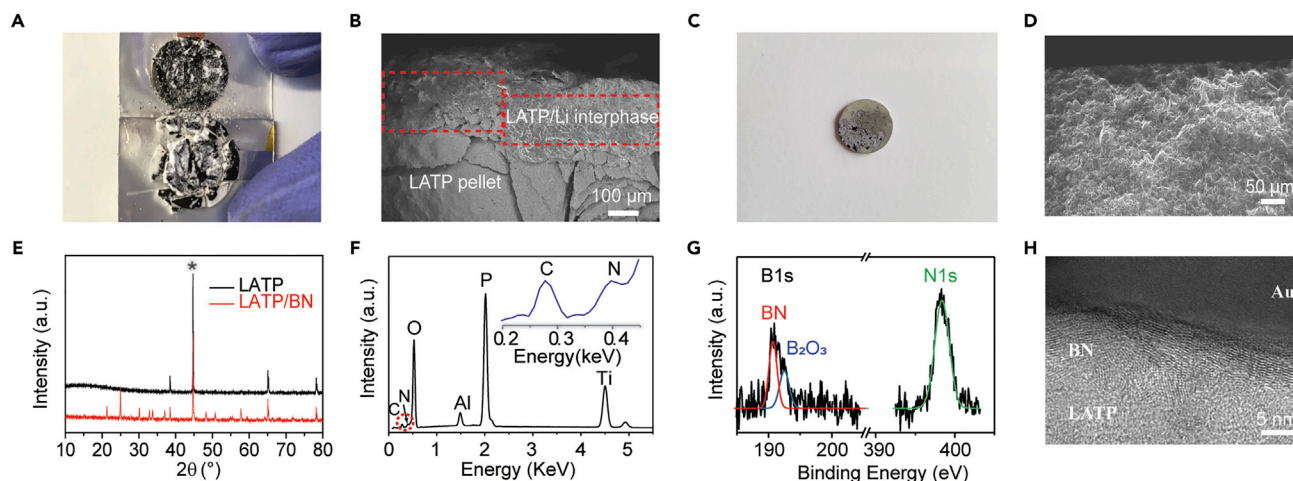 A
B
C
D
LATP/Li interphase
LATP pellet
100 μm
50 μm
E
Intensity (a.u.)
*
LATP
LATP/BN
10 20 30 40 50 60 70 80
2θ (°)
F
Intensity (a.u.)
C N O Al P Ti
C
N
0.2 0.3 0.4
Energy(keV)
0 1 2 3 4 5
Energy (KeV)
G
Intensity (a.u.)
B1s
BN
B₂O₃
N1s
190 200 390 400
Binding Energy (eV)
H
Au
BN
LATP
5 nm